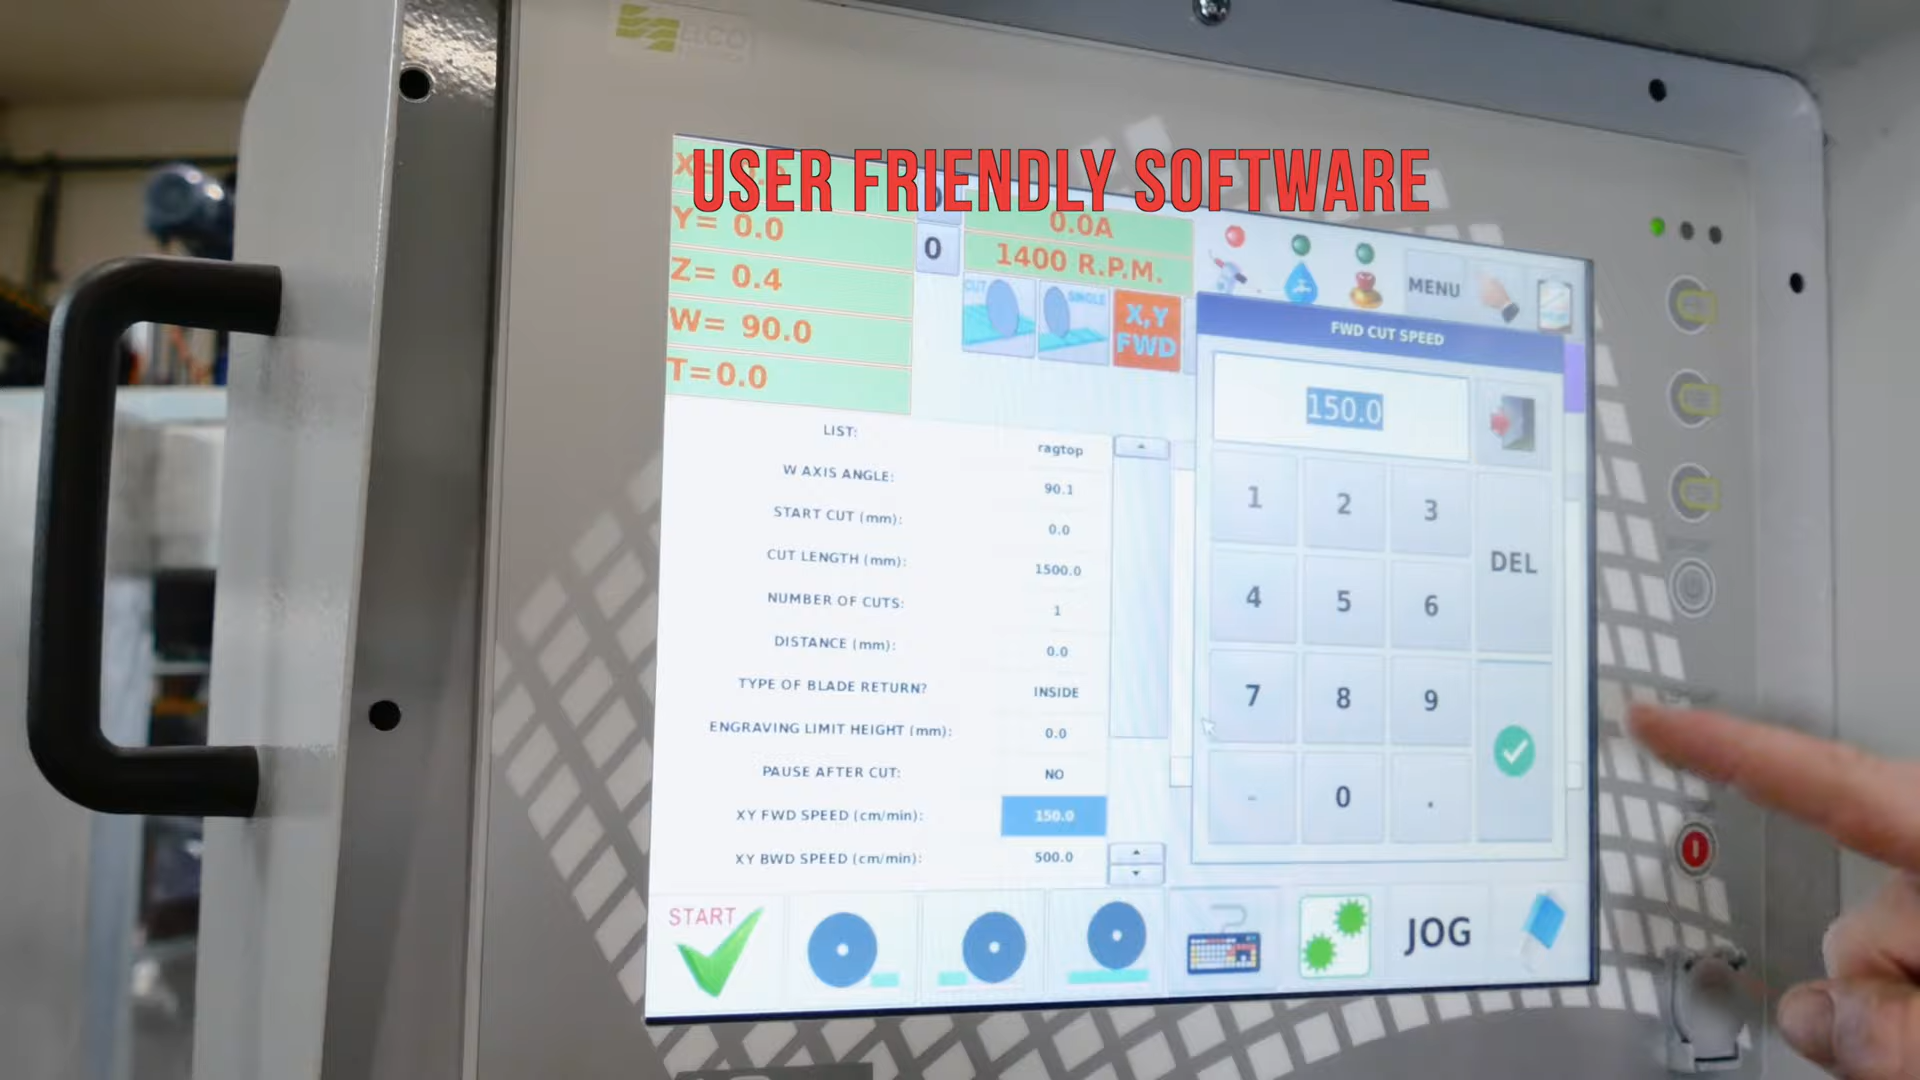 USER FRIENDLY SOFTWARE
Y= 0.0
Z= 0.4
W= 90.0
T=0.0
0
0.0A
1400 R.P.M.
CUT
SINGLE
X,Y
FWD
MENU
FWD CUT SPEED
150.0
1 2 3
DEL
4 5 6
7 8 9
- 0 .
LIST: ragtop
W AXIS ANGLE: 90.1
START CUT (mm): 0.0
CUT LENGTH (mm): 1500.0
NUMBER OF CUTS: 1
DISTANCE (mm): 0.0
TYPE OF BLADE RETURN? INSIDE
ENGRAVING LIMIT HEIGHT (mm): 0.0
PAUSE AFTER CUT: NO
XY FWD SPEED (cm/min): 150.0
XY BWD SPEED (cm/min): 500.0
START
JOG